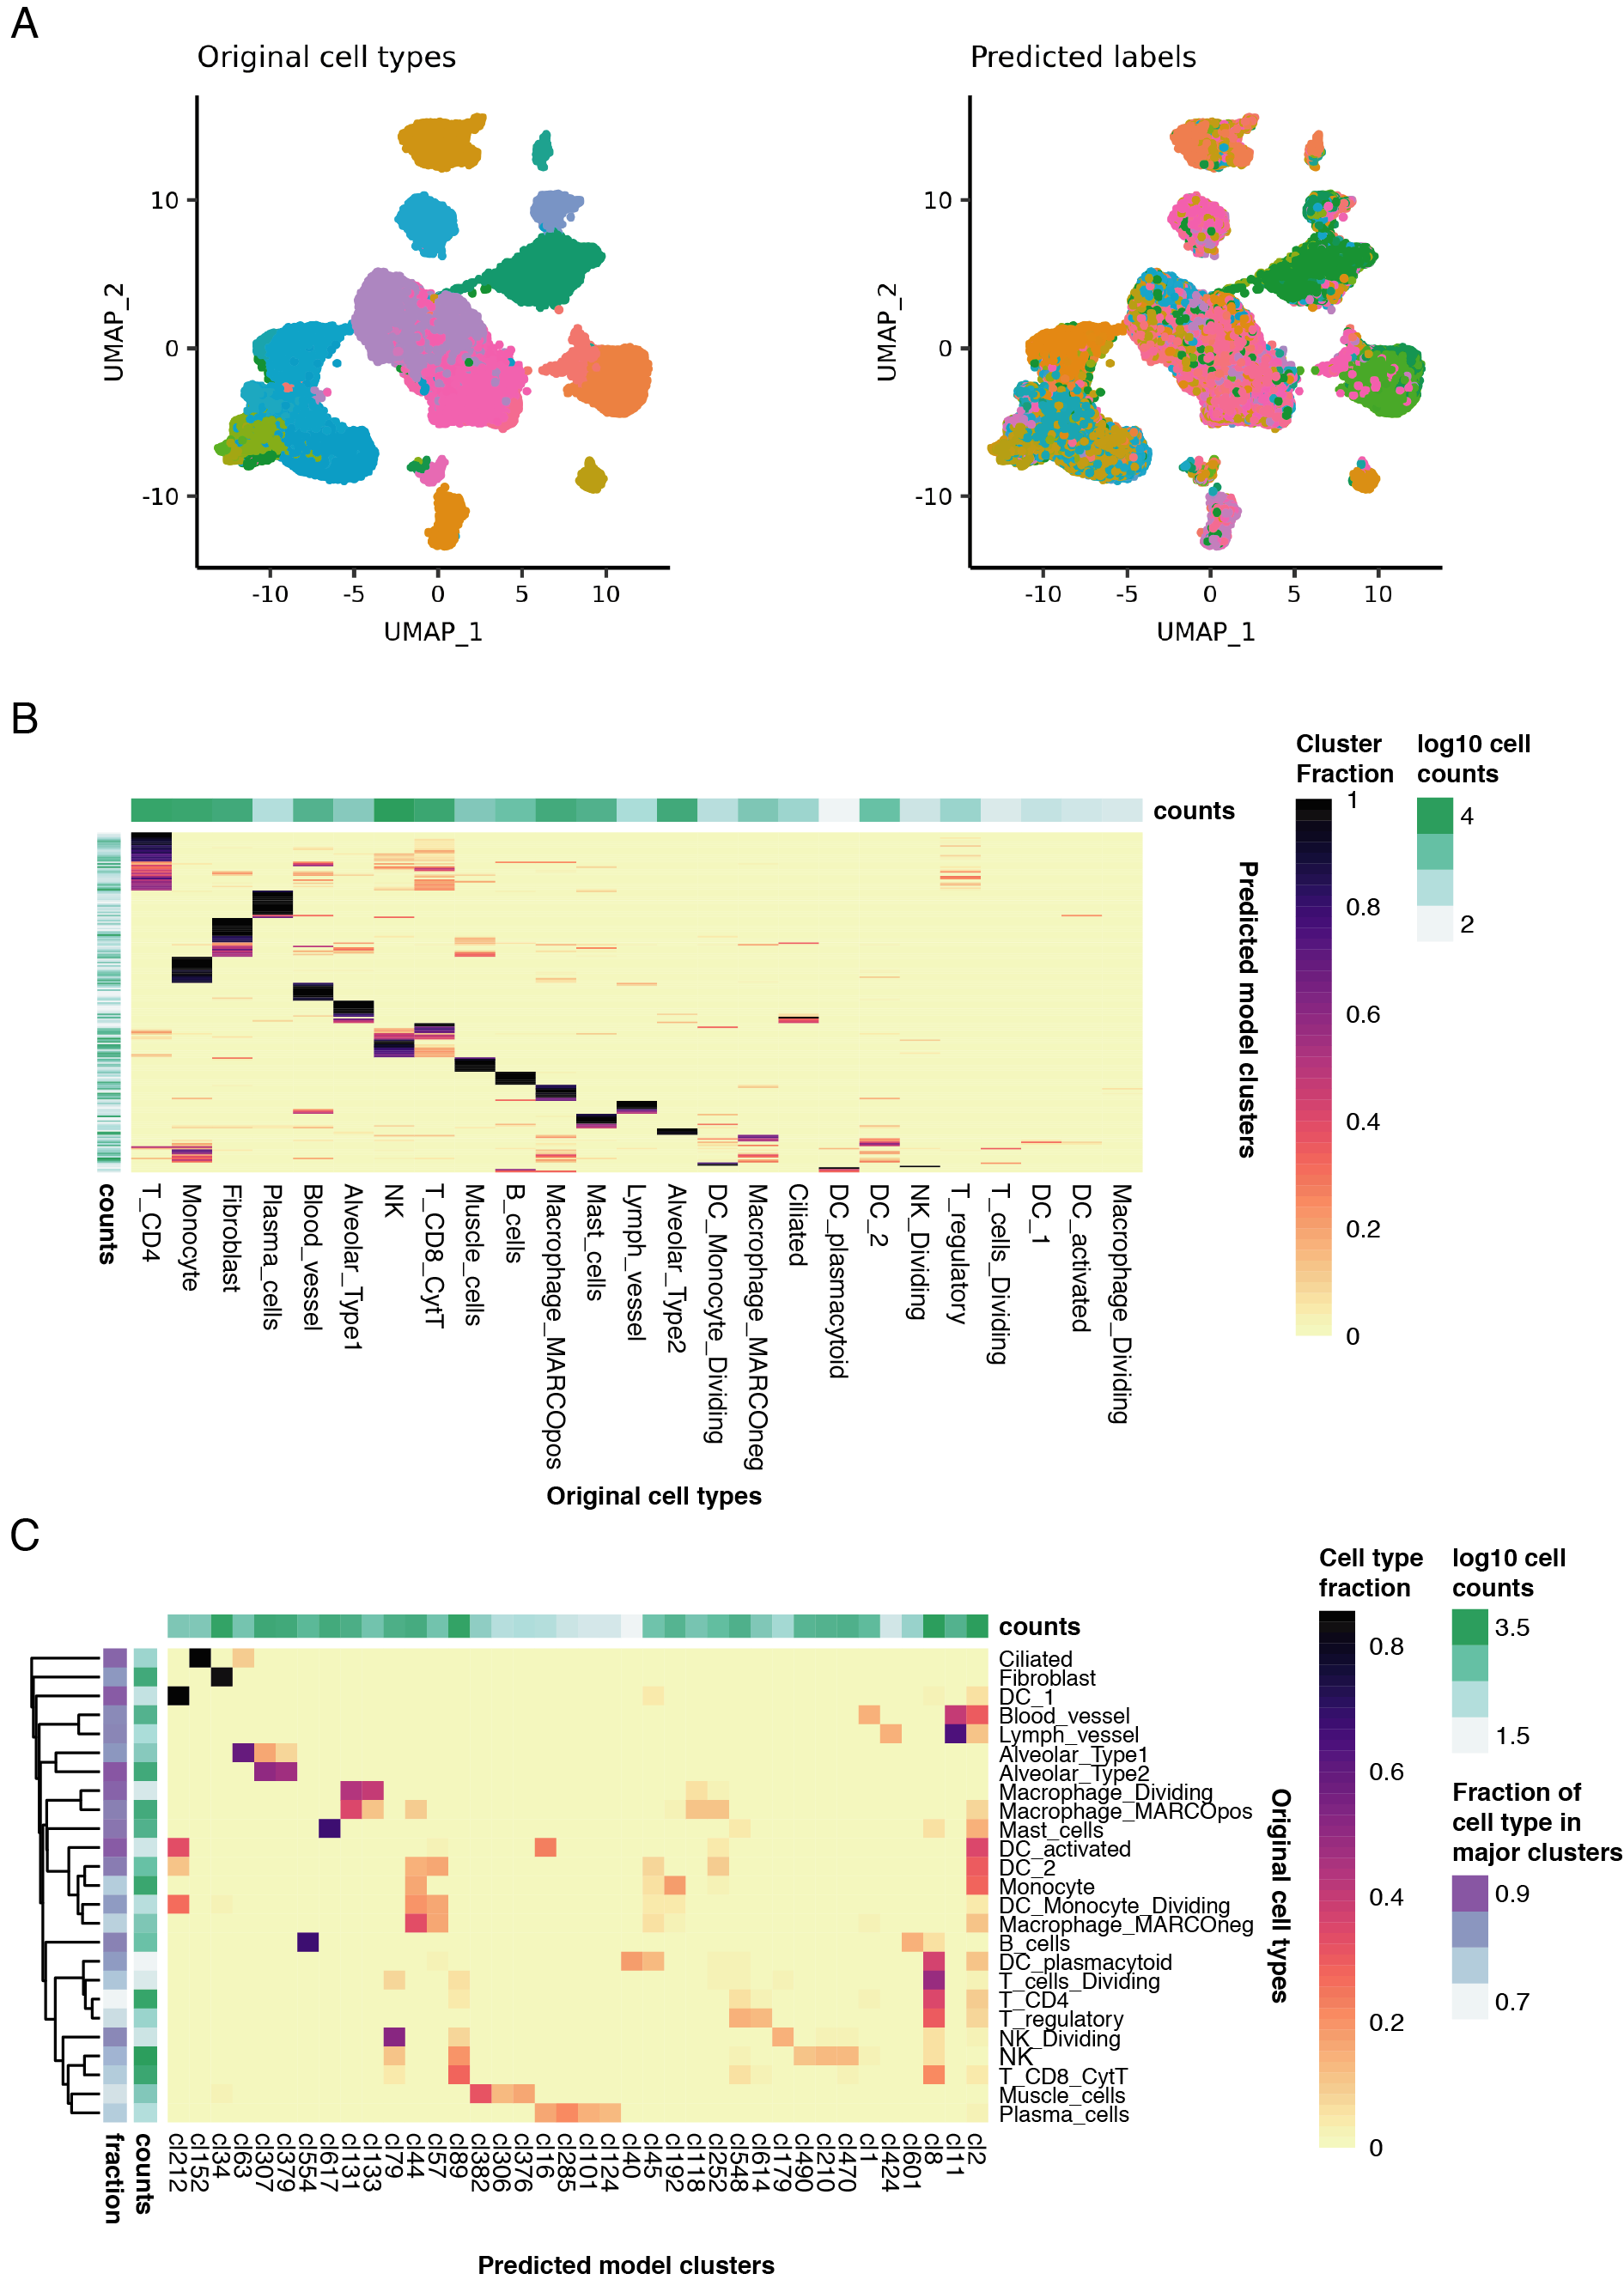 A
Original cell types
Predicted labels
10
0
-10
UMAP_2
-10
-5
0
5
10
UMAP_1
10
0
-10
UMAP_2
-10
-5
0
5
10
UMAP_1
B
Cluster
Fraction
log10 cell
counts
1
0.8
0.6
0.4
0.2
0
4
2
counts
Predicted model clusters
counts
T_CD4
Monocyte
Fibroblast
Plasma_cells
Blood_vessel
Alveolar_Type1
NK
T_CD8_CytT
Muscle_cells
B_cells
Macrophage_MARCOpos
Mast_cells
Lymph_vessel
Alveolar_Type2
DC_Monocyte_Dividing
Macrophage_MARCOneg
Ciliated
DC_plasmacytoid
DC_2
NK_Dividing
T_regulatory
T_cells_Dividing
DC_1
DC_activated
Macrophage_Dividing
Original cell types
C
Cell type
fraction
log10 cell
counts
0.8
0.6
0.4
0.2
0
3.5
1.5
Fraction of
cell type in
major clusters
0.9
0.7
counts
Ciliated
Fibroblast
DC_1
Blood_vessel
Lymph_vessel
Alveolar_Type1
Alveolar_Type2
Macrophage_Dividing
Macrophage_MARCOpos
Mast_cells
DC_activated
DC_2
Monocyte
DC_Monocyte_Dividing
Macrophage_MARCOneg
B_cells
DC_plasmacytoid
T_cells_Dividing
T_CD4
T_regulatory
NK_Dividing
NK
T_CD8_CytT
Muscle_cells
Plasma_cells
Original cell types
fraction
counts
cl212
cl152
cl34
cl63
cl307
cl379
cl554
cl617
cl131
cl133
cl79
cl44
cl57
cl89
cl382
cl306
cl376
cl16
cl285
cl101
cl124
cl40
cl45
cl192
cl118
cl252
cl548
cl614
cl179
cl490
cl210
cl470
cl1
cl424
cl601
cl8
cl11
cl2
Predicted model clusters